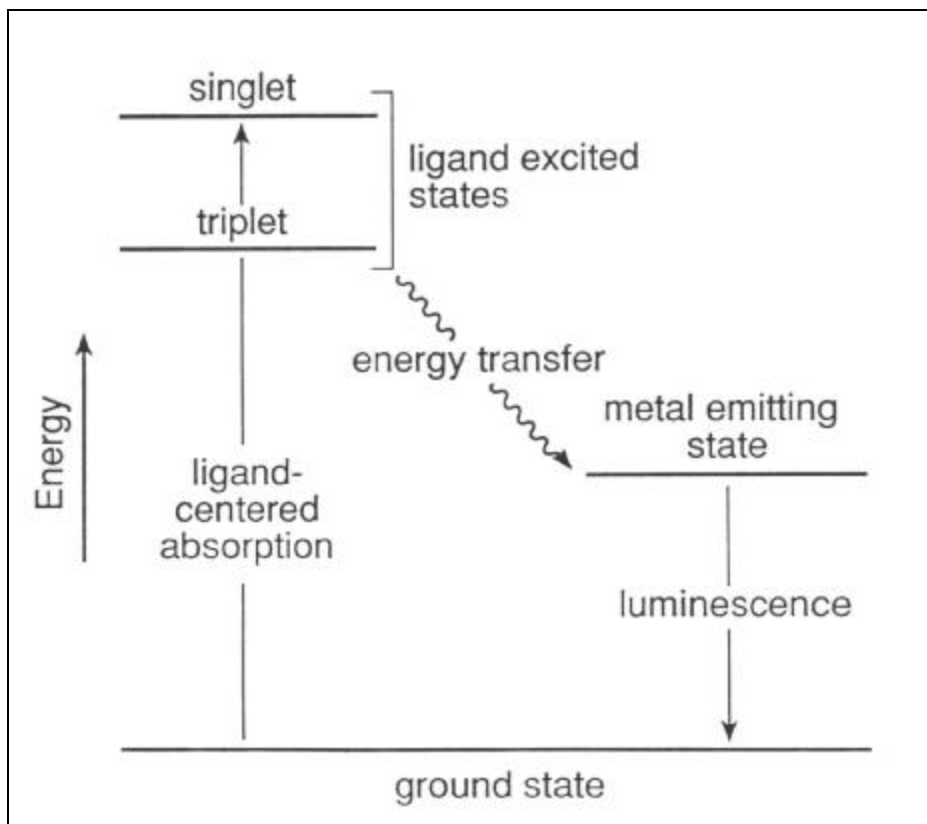 singlet
ligand excited
states
triplet
energy transfer
metal emitting
state
Energy
ligand-
centered
absorption
luminescence
ground state